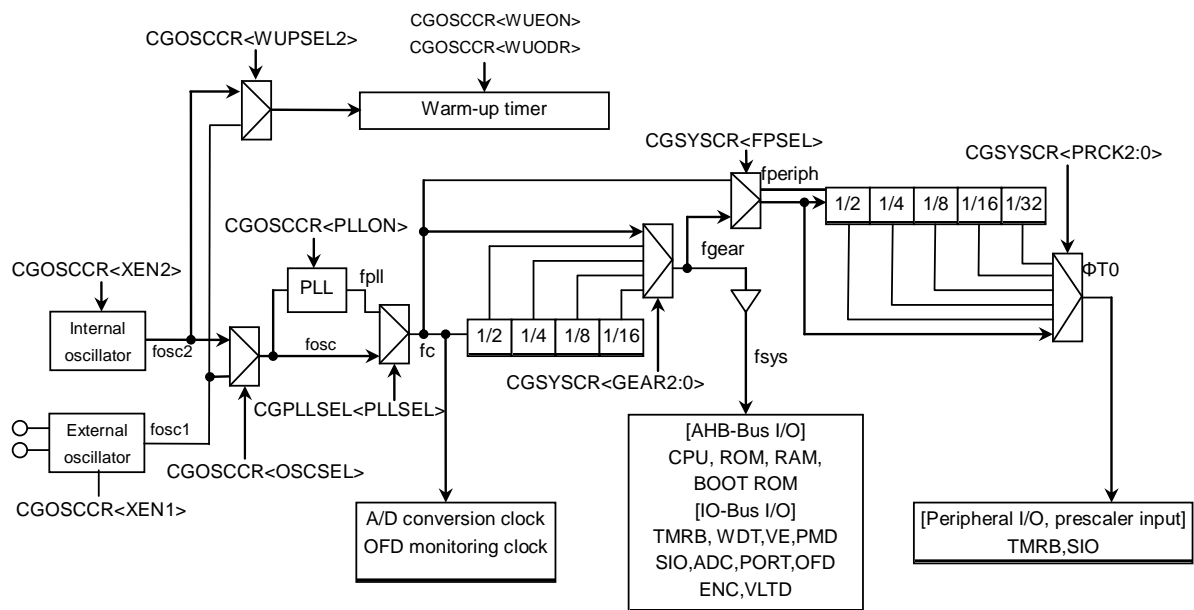 CGOSCCR<WUPSEL2>
CGOSCCR<WUEON>
CGOSCCR<WUODR>
Warm-up timer
CGSYSCR<FPSEL>
CGSYSCR<PRCK2:0>
fperiph
1/2 1/4 1/8 1/16 1/32
CGOSCCR<PLLON>
fpll
PLL
fgear
ΦT0
CGOSCCR<XEN2>
Internal
oscillator
fosc2
fosc
fc
1/2 1/4 1/8 1/16
fsys
CGSYSCR<GEAR2:0>
CGPLLSEL<PLLSEL>
External
oscillator
fosc1
CGOSCCR<OSCSEL>
CGOSCCR<XEN1>
A/D conversion clock
OFD monitoring clock
[AHB-Bus I/O]
CPU, ROM, RAM,
BOOT ROM
[IO-Bus I/O]
TMRB, WDT,VE,PMD
SIO,ADC,PORT,OFD
ENC,VLTD
[Peripheral I/O, prescaler input]
TMRB,SIO